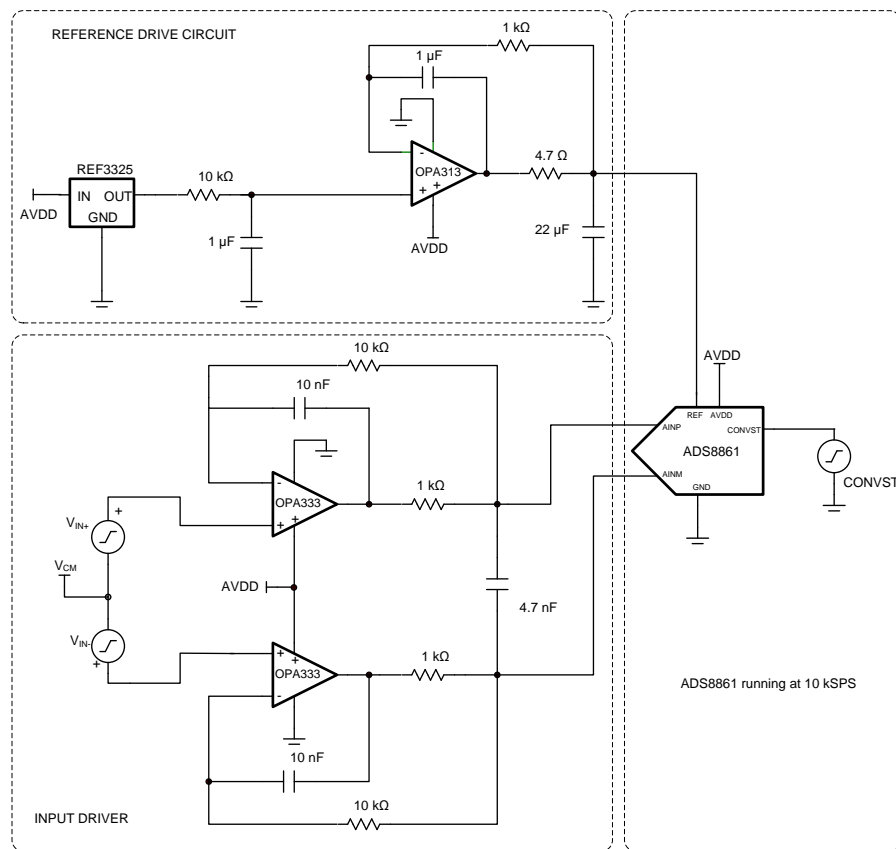 REFERENCE DRIVE CIRCUIT
1 kΩ
1 µF
-
OPA313
+ +
AVDD
REF3325
IN OUT
GND
AVDD
10 kΩ
1 µF
4.7 Ω
22 µF
10 kΩ
10 nF
-
OPA333
+ +
1 kΩ
VIN+
+
VCM
VIN-
+
AVDD
4.7 nF
+ +
OPA333
-
1 kΩ
10 nF
10 kΩ
INPUT DRIVER
AVDD
REF AVDD
CONVST
AINP
ADS8861
AINM
GND
CONVST
ADS8861 running at 10 kSPS